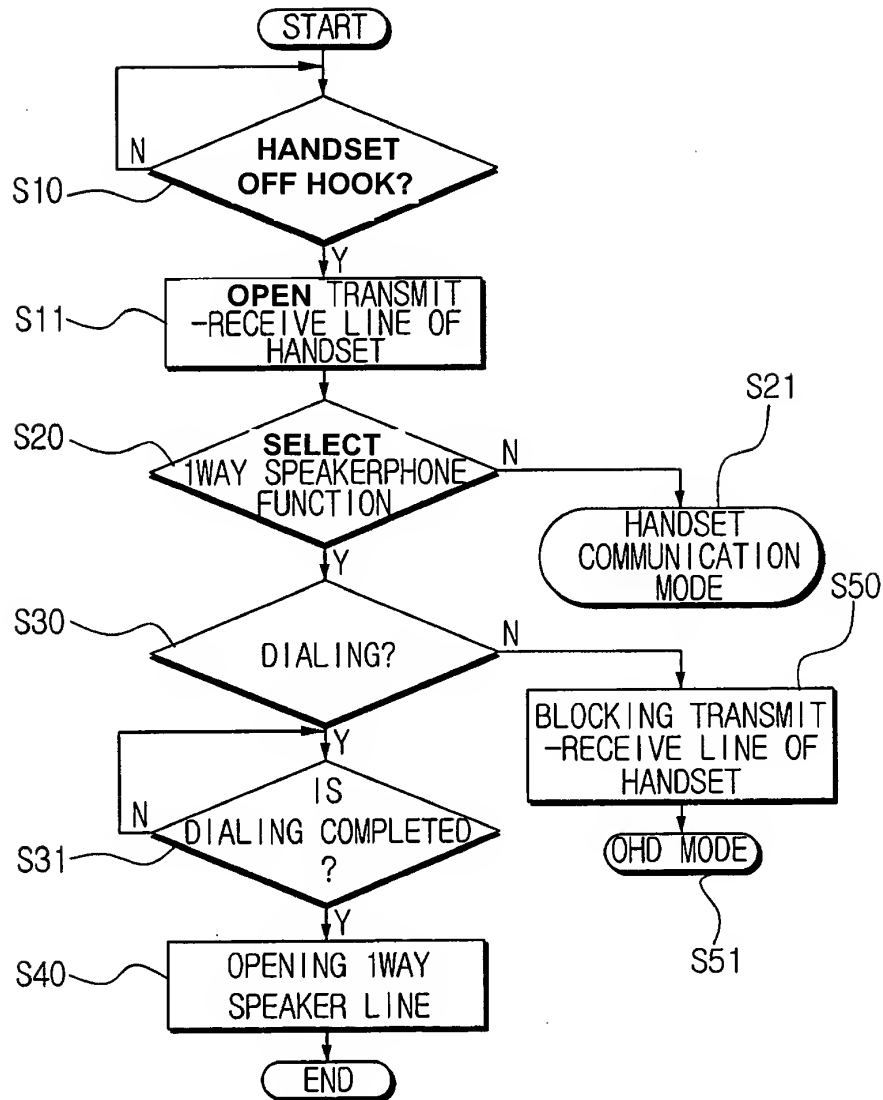 START
N
HANDSET
OFF HOOK?
S10
Y
OPEN TRANSMIT
-RECEIVE LINE OF
HANDSET
S11
S21
S20
SELECT
1WAY SPEAKERPHONE
FUNCTION
N
HANDSET
COMMUNICATION
MODE
Y
S50
S30
DIALING?
N
BLOCKING TRANSMIT
-RECEIVE LINE OF
HANDSET
Y
N
IS
DIALING COMPLETED
?
S31
OHD MODE
S51
Y
S40
OPENING 1WAY
SPEAKER LINE
END